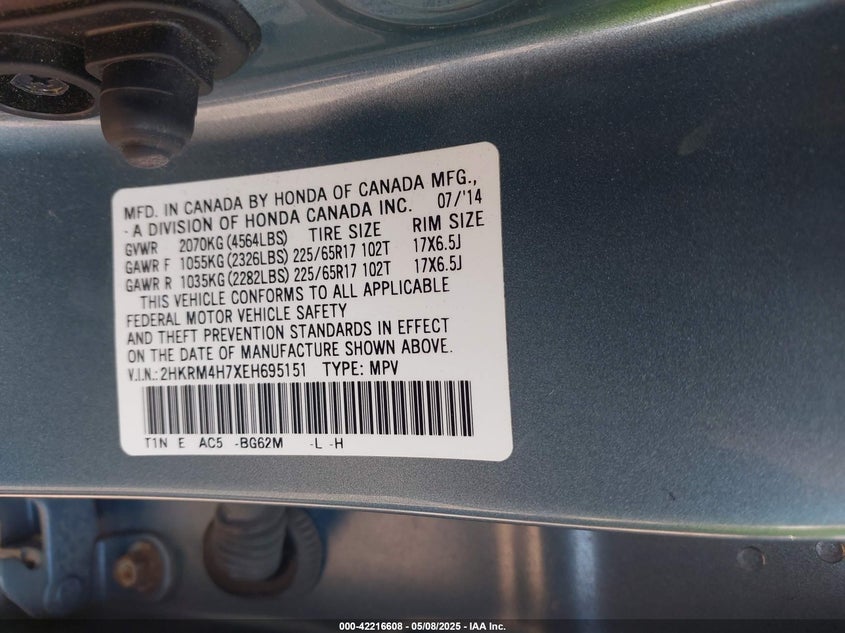 MFD. IN CANADA BY HONDA OF CANADA MFG.,
- A DIVISION OF HONDA CANADA INC. 07/'14
GVWR 2070KG (4564LBS) TIRE SIZE RIM SIZE
GAWR F 1055KG (2326LBS) 225/65R17 102T 17X6.5J
GAWR R 1035KG (2282LBS) 225/65R17 102T 17X6.5J
THIS VEHICLE CONFORMS TO ALL APPLICABLE
FEDERAL MOTOR VEHICLE SAFETY
AND THEFT PREVENTION STANDARDS IN EFFECT
ON THE DATE OF MANUFACTURE SHOWN ABOVE.
V.I.N.: 2HKRM4H7XEH695151 TYPE: MPV
T1N E AC5 -BG62M -L -H
000-42216608 - 05/08/2025 - IAA Inc.